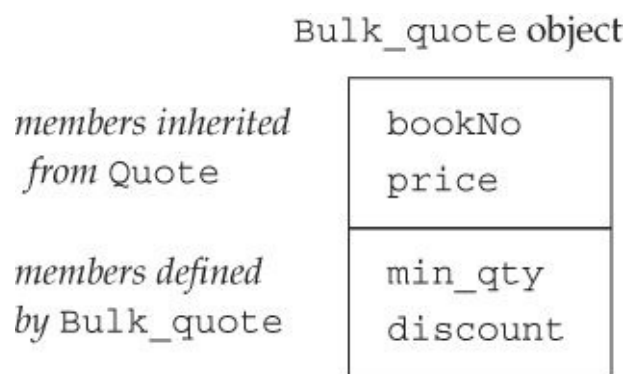 Bulk_quote object
members inherited
from Quote
bookNo
price
members defined
by Bulk_quote
min_qty
discount